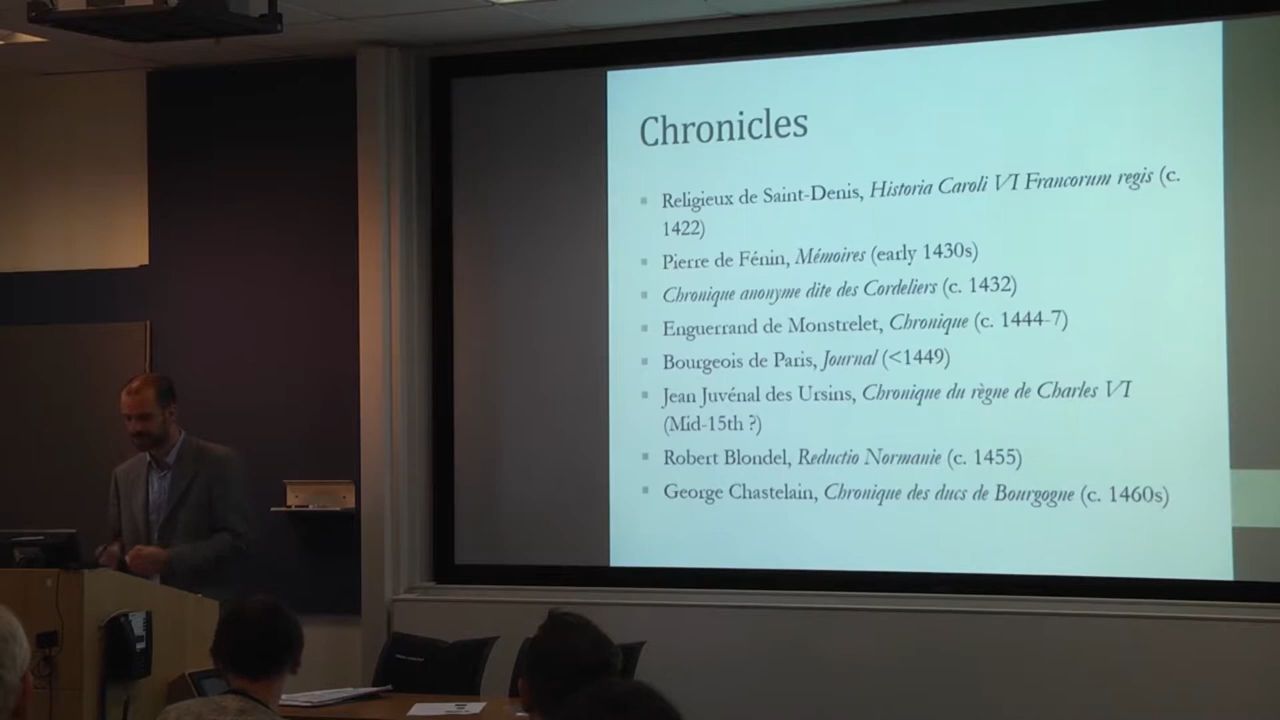 Chronicles
Religieux de Saint-Denis, Historia Caroli VI Francorum regis (c.
1422)
Pierre de Fénin, Mémoires (early 1430s)
Chronique anonyme dite des Cordeliers (c. 1432)
Enguerrand de Monstrelet, Chronique (c. 1444-7)
Bourgeois de Paris, Journal (<1449)
Jean Juvénal des Ursins, Chronique du règne de Charles VI
(Mid-15th ?)
Robert Blondel, Reductio Normanie (c. 1455)
George Chastelain, Chronique des ducs de Bourgogne (c. 1460s)